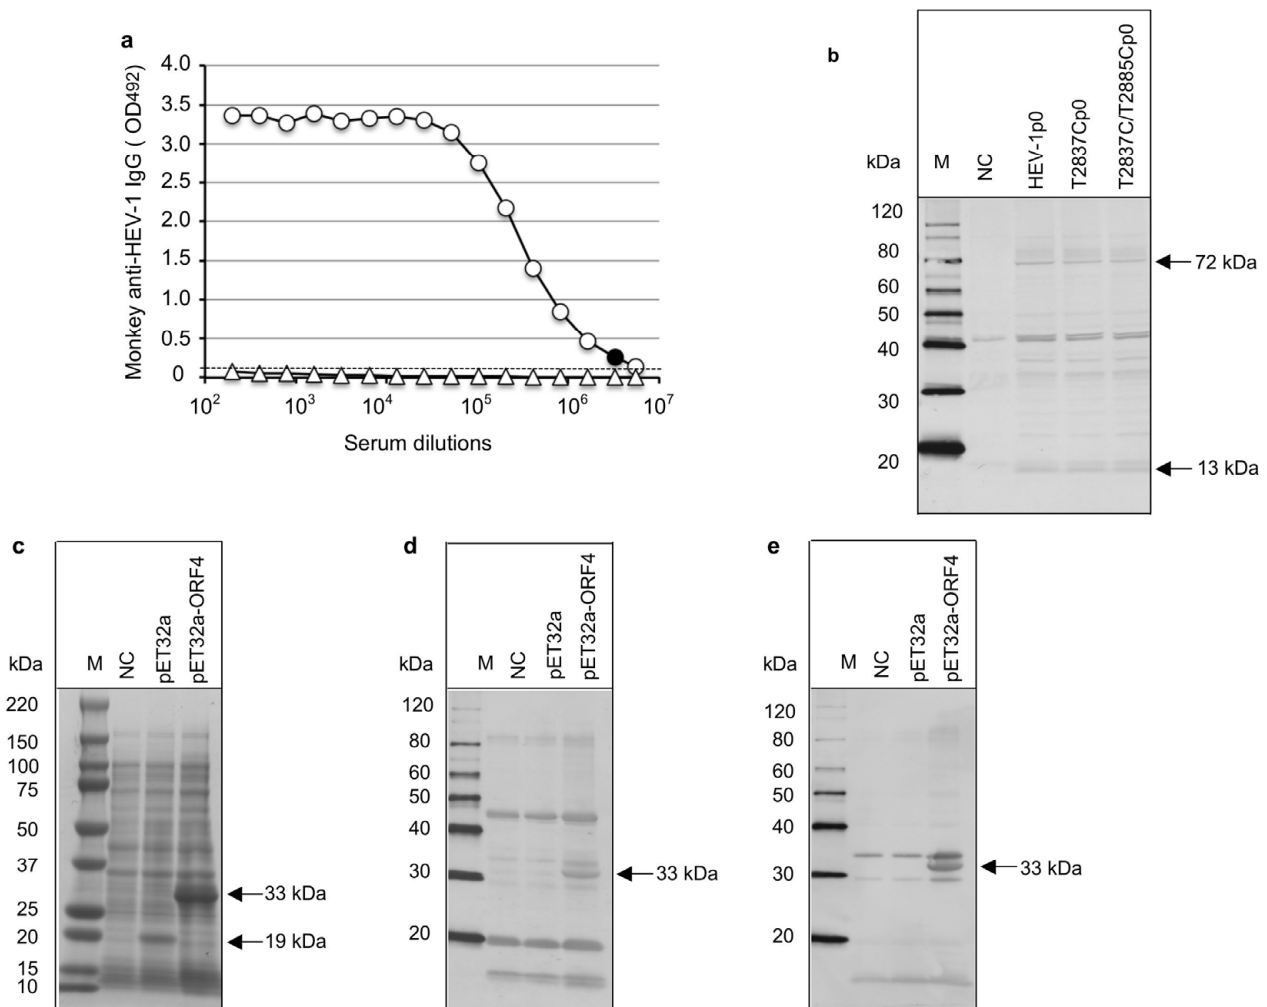 a
Monkey anti-HEV-1 IgG ( OD492)
4.0
3.5
3.0
2.5
2.0
1.5
1.0
0.5
0
10²
10³
10⁴
10⁵
10⁶
10⁷
Serum dilutions
b
kDa
M
NC
HEV-1p0
T2837Cp0
T2837C/T2885Cp0
120
80
60
50
40
30
20
72 kDa
13 kDa
c
kDa
M
NC
pET32a
pET32a-ORF4
220
150
100
75
50
37
25
20
15
10
33 kDa
19 kDa
d
kDa
M
NC
pET32a
pET32a-ORF4
120
80
60
50
40
30
20
33 kDa
e
kDa
M
NC
pET32a
pET32a-ORF4
120
80
60
50
40
30
20
33 kDa